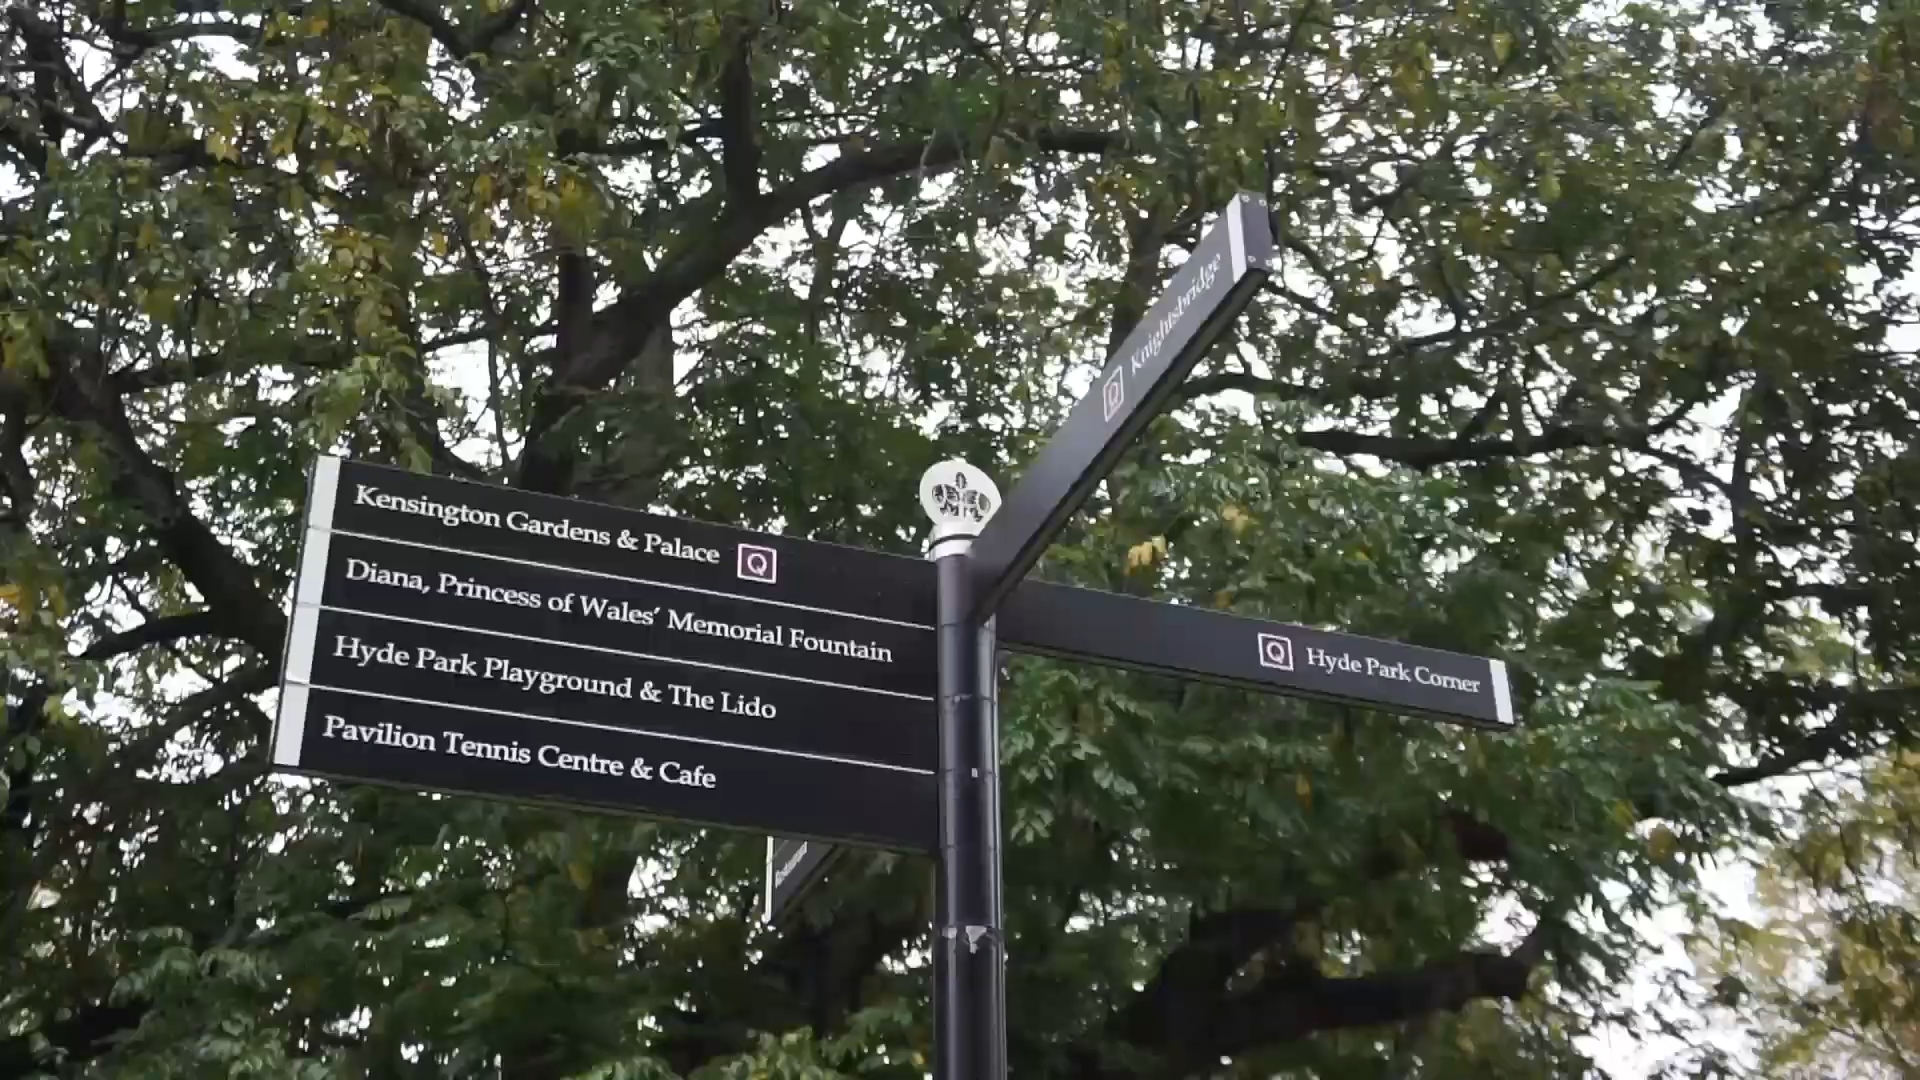 Kensington Gardens & Palace Q
Diana, Princess of Wales' Memorial Fountain
Hyde Park Playground & The Lido
Pavilion Tennis Centre & Cafe
Q Knightsbridge
Q Hyde Park Corner